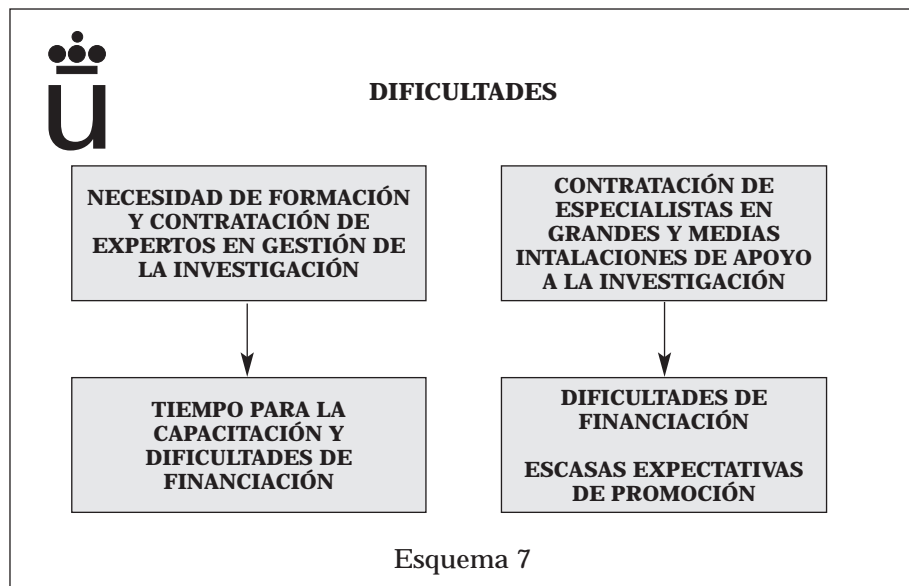 u
DIFICULTADES
NECESIDAD DE FORMACIÓN
Y CONTRATACIÓN DE
EXPERTOS EN GESTIÓN DE
LA INVESTIGACIÓN
CONTRATACIÓN DE
ESPECIALISTAS EN
GRANDES Y MEDIAS
INTALACIONES DE APOYO
A LA INVESTIGACIÓN
TIEMPO PARA LA
CAPACITACIÓN Y
DIFICULTADES DE
FINANCIACIÓN
DIFICULTADES DE
FINANCIACIÓN
ESCASAS EXPECTATIVAS
DE PROMOCIÓN
Esquema 7